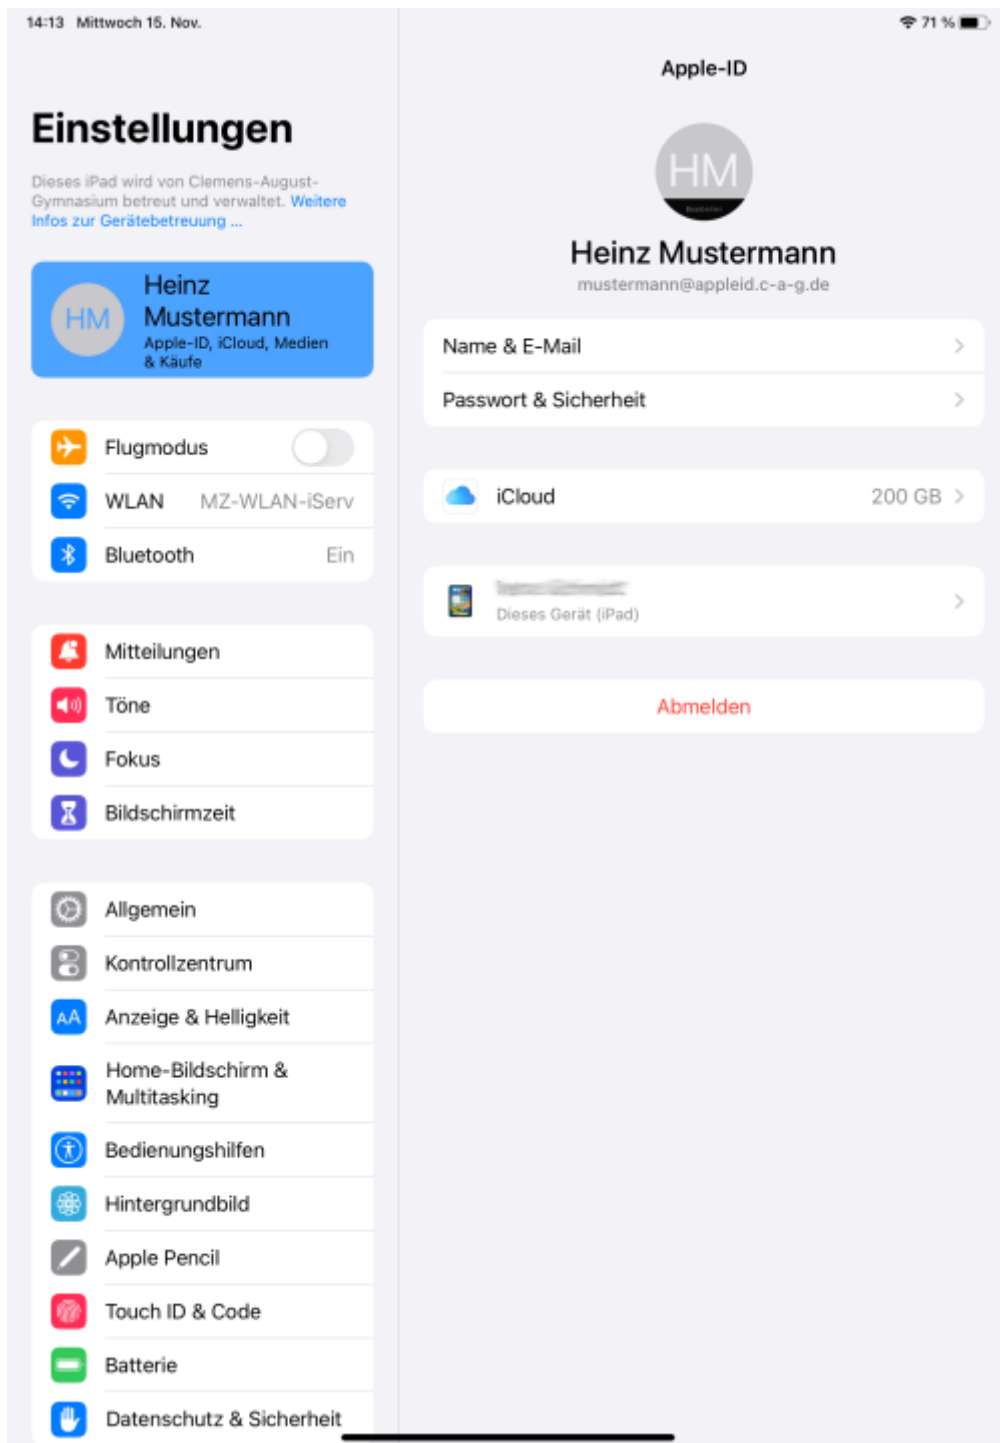 14:13 Mittwoch 15. Nov.
71 %
Einstellungen
Dieses iPad wird von Clemens-August-
Gymnasium betreut und verwaltet. Weitere
Infos zur Gerätebetreuung ...
HM
Heinz
Mustermann
Apple-ID, iCloud, Medien
& Käufe
Flugmodus
WLAN MZ-WLAN-iServ
Bluetooth Ein
Mitteilungen
Töne
Fokus
Bildschirmzeit
Allgemein
Kontrollzentrum
AA Anzeige & Helligkeit
Home-Bildschirm &
Multitasking
Bedienungshilfen
Hintergrundbild
Apple Pencil
Touch ID & Code
Batterie
Datenschutz & Sicherheit
Apple-ID
HM
Bearbeiten
Heinz Mustermann
mustermann@appleid.c-a-g.de
Name & E-Mail
Passwort & Sicherheit
iCloud 200 GB
Dieses Gerät (iPad)
Abmelden